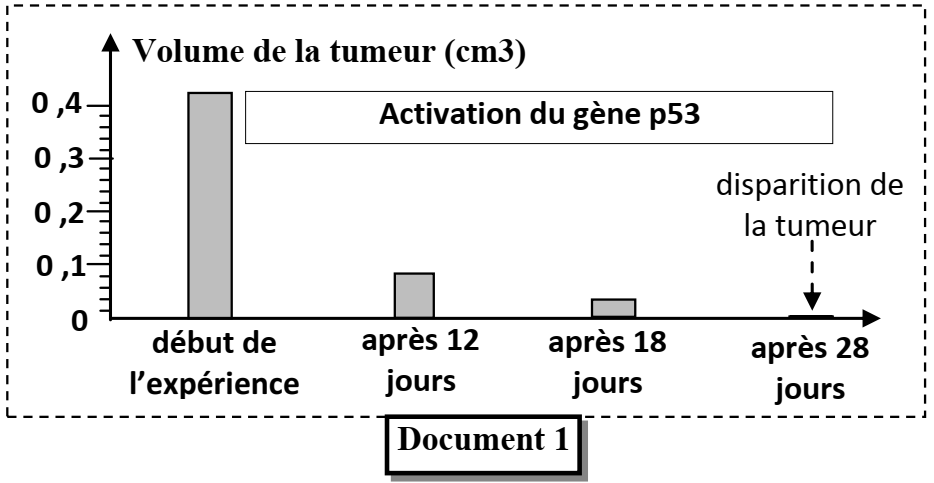 Volume de la tumeur (cm3)
0 ,4
Activation du gène p53
0 ,3
disparition de
la tumeur
0 ,2
0 ,1
0
début de
l’expérience
après 12
jours
après 18
jours
après 28
jours
Document 1